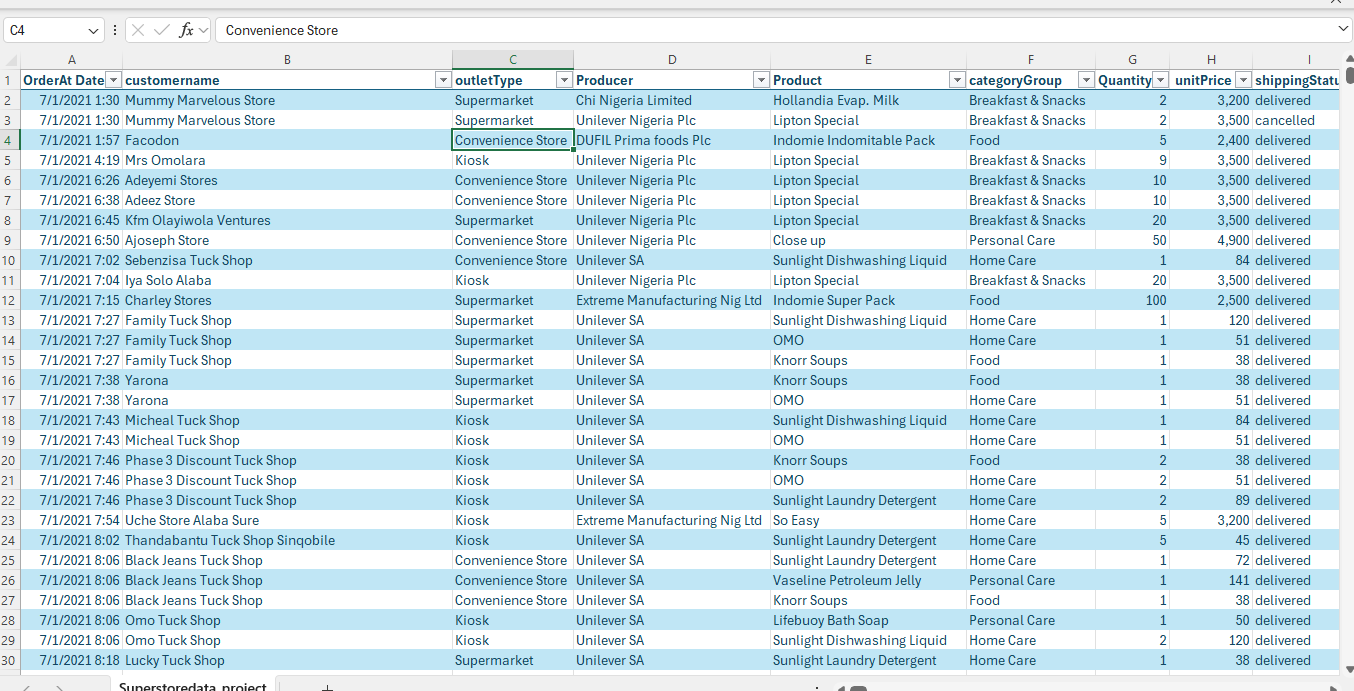 C4 fx Convenience Store
A B C D E F G H I
1 OrderAt Date customername outletType Producer Product categoryGroup Quantity unitPrice shippingStatu
2 7/1/2021 1:30 Mummy Marvelous Store Supermarket Chi Nigeria Limited Hollandia Evap. Milk Breakfast & Snacks 2 3,200 delivered
3 7/1/2021 1:30 Mummy Marvelous Store Supermarket Unilever Nigeria Plc Lipton Special Breakfast & Snacks 2 3,500 cancelled
4 7/1/2021 1:57 Facodon Convenience Store DUFIL Prima foods Plc Indomie Indomitable Pack Food 5 2,400 delivered
5 7/1/2021 4:19 Mrs Omolara Kiosk Unilever Nigeria Plc Lipton Special Breakfast & Snacks 9 3,500 delivered
6 7/1/2021 6:26 Adeyemi Stores Convenience Store Unilever Nigeria Plc Lipton Special Breakfast & Snacks 10 3,500 delivered
7 7/1/2021 6:38 Adeez Store Convenience Store Unilever Nigeria Plc Lipton Special Breakfast & Snacks 10 3,500 delivered
8 7/1/2021 6:45 Kfm Olayiwola Ventures Supermarket Unilever Nigeria Plc Lipton Special Breakfast & Snacks 20 3,500 delivered
9 7/1/2021 6:50 Ajoseph Store Convenience Store Unilever Nigeria Plc Close up Personal Care 50 4,900 delivered
10 7/1/2021 7:02 Sebenzisa Tuck Shop Convenience Store Unilever SA Sunlight Dishwashing Liquid Home Care 1 84 delivered
11 7/1/2021 7:04 Iya Solo Alaba Kiosk Unilever Nigeria Plc Lipton Special Breakfast & Snacks 20 3,500 delivered
12 7/1/2021 7:15 Charley Stores Supermarket Extreme Manufacturing Nig Ltd Indomie Super Pack Food 100 2,500 delivered
13 7/1/2021 7:27 Family Tuck Shop Supermarket Unilever SA Sunlight Dishwashing Liquid Home Care 1 120 delivered
14 7/1/2021 7:27 Family Tuck Shop Supermarket Unilever SA OMO Home Care 1 51 delivered
15 7/1/2021 7:27 Family Tuck Shop Supermarket Unilever SA Knorr Soups Food 1 38 delivered
16 7/1/2021 7:38 Yarona Supermarket Unilever SA Knorr Soups Food 1 38 delivered
17 7/1/2021 7:38 Yarona Supermarket Unilever SA OMO Home Care 1 51 delivered
18 7/1/2021 7:43 Micheal Tuck Shop Kiosk Unilever SA Sunlight Dishwashing Liquid Home Care 1 84 delivered
19 7/1/2021 7:43 Micheal Tuck Shop Kiosk Unilever SA OMO Home Care 1 51 delivered
20 7/1/2021 7:46 Phase 3 Discount Tuck Shop Kiosk Unilever SA Knorr Soups Food 2 38 delivered
21 7/1/2021 7:46 Phase 3 Discount Tuck Shop Kiosk Unilever SA OMO Home Care 2 51 delivered
22 7/1/2021 7:46 Phase 3 Discount Tuck Shop Kiosk Unilever SA Sunlight Laundry Detergent Home Care 2 89 delivered
23 7/1/2021 7:54 Uche Store Alaba Sure Kiosk Extreme Manufacturing Nig Ltd So Easy Home Care 5 3,200 delivered
24 7/1/2021 8:02 Thandabantu Tuck Shop Sinqobile Kiosk Unilever SA Sunlight Laundry Detergent Home Care 5 45 delivered
25 7/1/2021 8:06 Black Jeans Tuck Shop Convenience Store Unilever SA Sunlight Laundry Detergent Home Care 1 72 delivered
26 7/1/2021 8:06 Black Jeans Tuck Shop Convenience Store Unilever SA Vaseline Petroleum Jelly Personal Care 1 141 delivered
27 7/1/2021 8:06 Black Jeans Tuck Shop Convenience Store Unilever SA Knorr Soups Food 1 38 delivered
28 7/1/2021 8:06 Omo Tuck Shop Kiosk Unilever SA Lifebuoy Bath Soap Personal Care 1 50 delivered
29 7/1/2021 8:06 Omo Tuck Shop Kiosk Unilever SA Sunlight Dishwashing Liquid Home Care 2 120 delivered
30 7/1/2021 8:18 Lucky Tuck Shop Supermarket Unilever SA Sunlight Laundry Detergent Home Care 1 38 delivered
Superstoredata_project